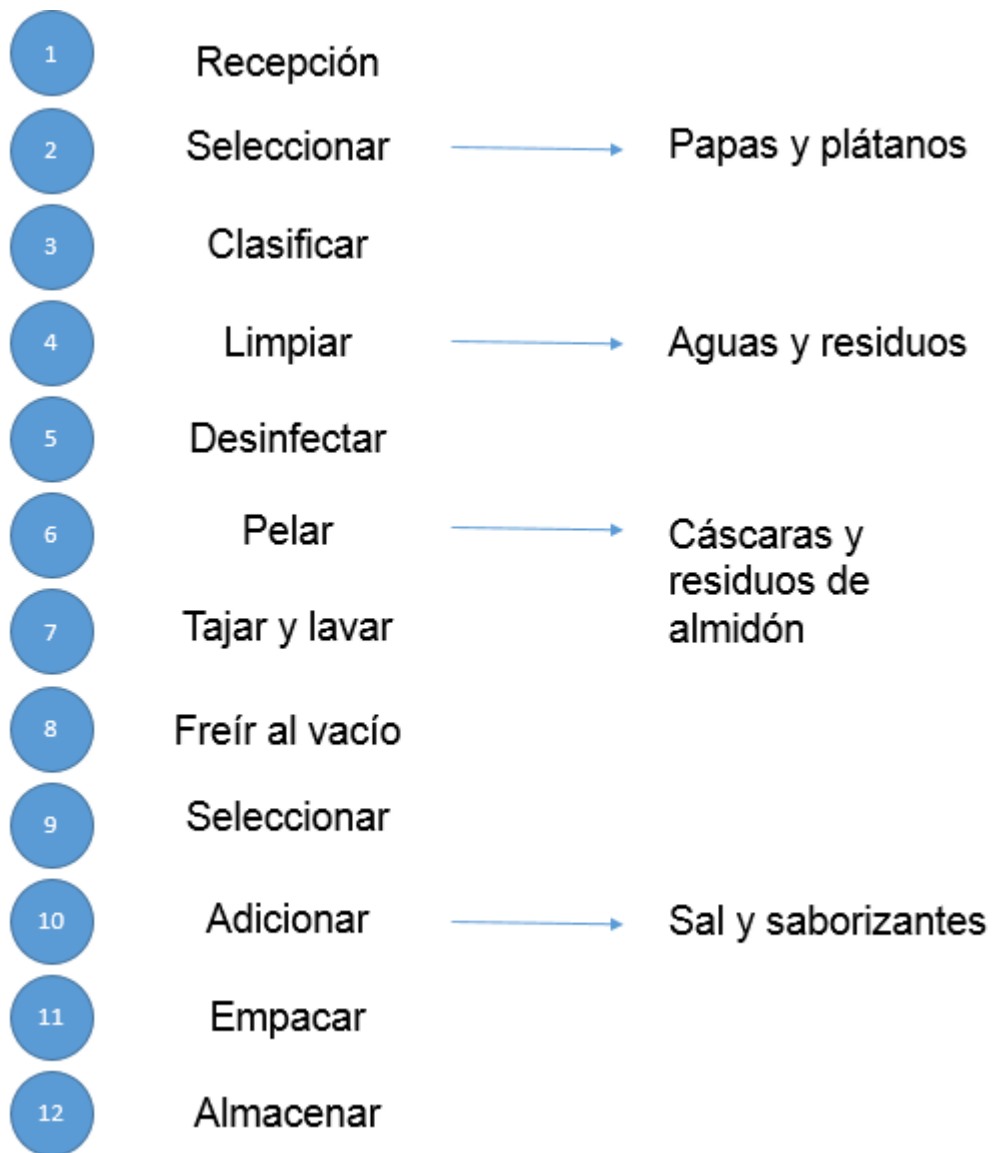 1 Recepción
2 Seleccionar Papas y plátanos
3 Clasificar
4 Limpiar Aguas y residuos
5 Desinfectar
6 Pelar Cáscaras y
residuos de
7 Tajar y lavar almidón
8 Freír al vacío
9 Seleccionar
10 Adicionar Sal y saborizantes
11 Empacar
12 Almacenar